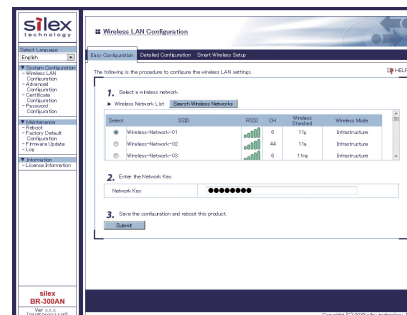 silex
technology
Select Language
English
▼ System Configuration
- Wireless LAN
Configuration
- Advanced
Configuration
- Certificate
Configuration
- Password
Configuration
▼ Maintenance
- Reboot
- Factory Default
Configuration
- Firmware Update
- Log
▼ Information
- License Information
silex
BR-300AN
Ver x.x.x
Wireless LAN Configuration
Easy Configuration Detailed Configuration Smart Wireless Setup
HELP
The following is the procedure to configure the wireless LAN settings.
1. Select a wireless network.
Wireless Network List Search Wireless Networks
Select SSID RSSI CH Wireless Standard Wireless Mode
Wireless-Network-01 6 11g Infrastructure
Wireless-Network-02 44 11a Infrastructure
Wireless-Network-03 6 11ng Infrastructure
2. Enter the Network Key.
Network Key ●●●●●●●●
3. Save the configuration and reboot this product.
Submit